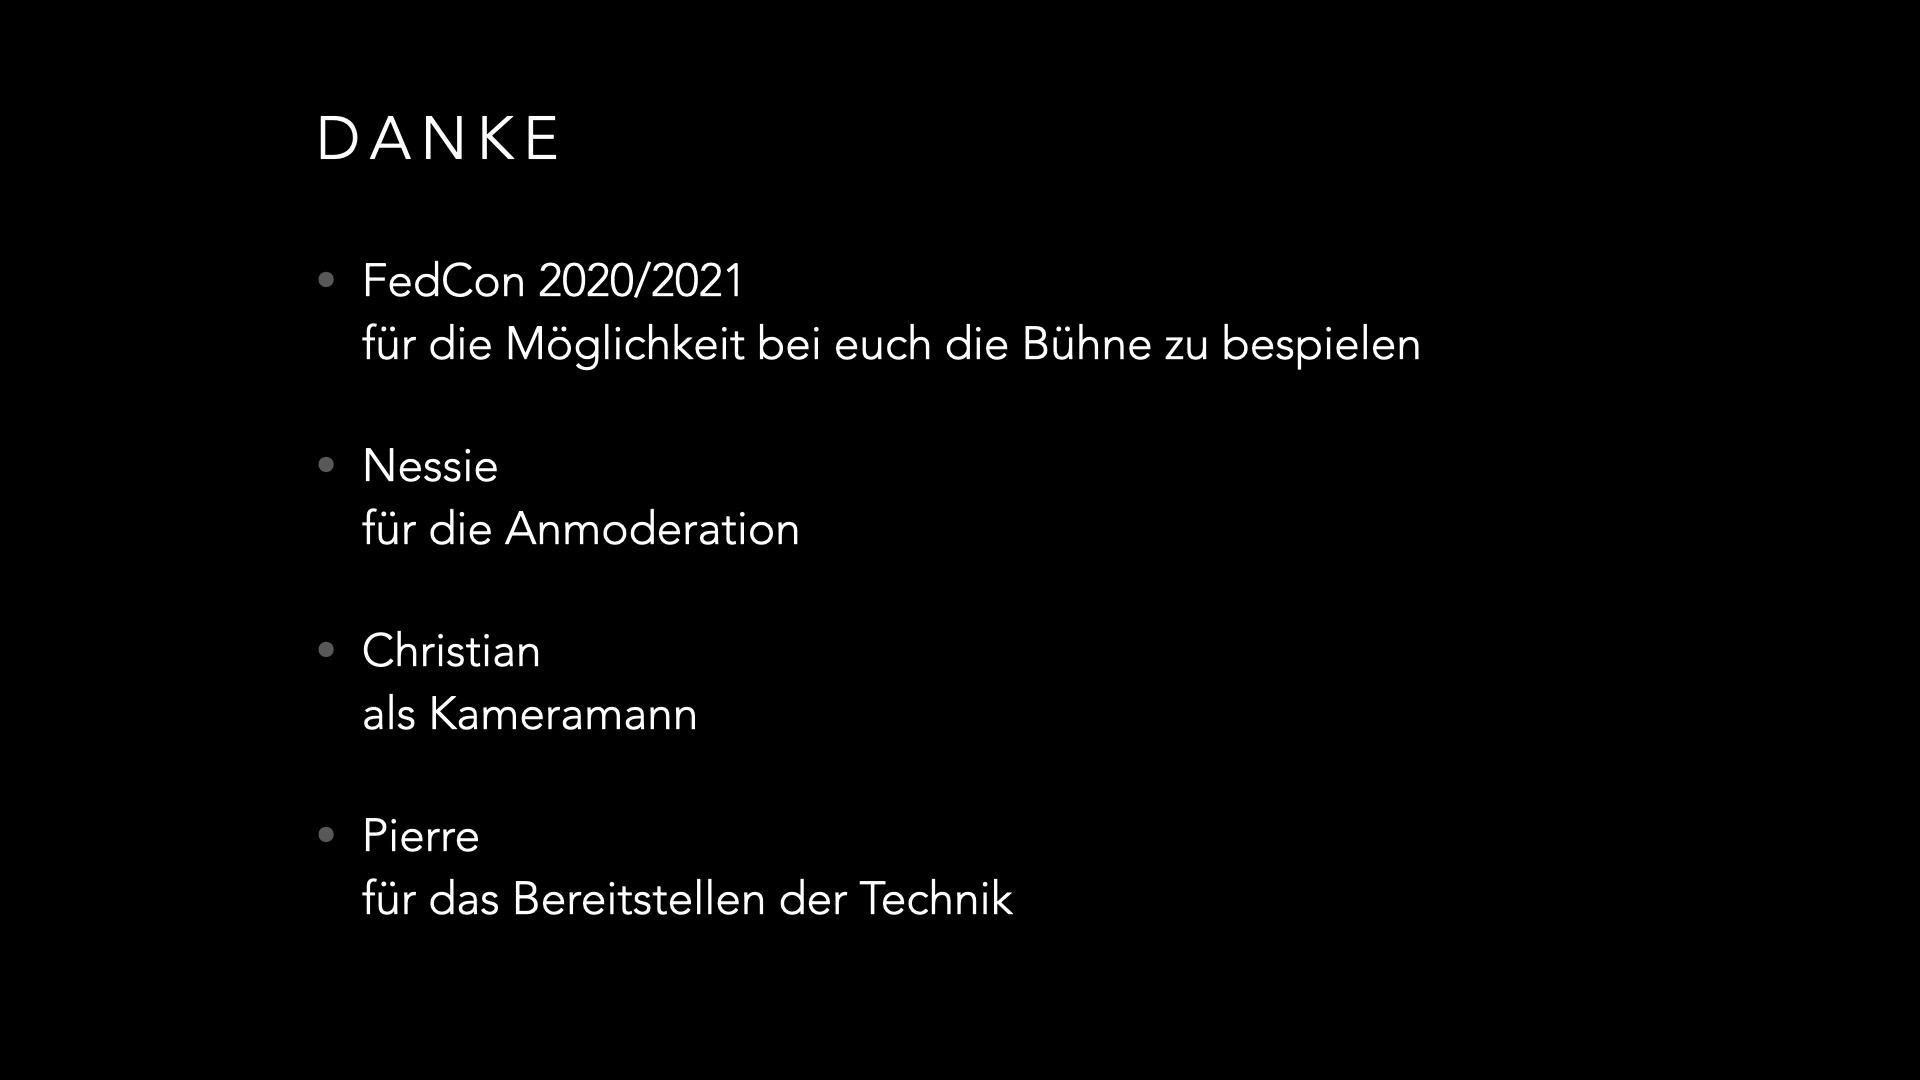 DANKE
• FedCon 2020/2021
für die Möglichkeit bei euch die Bühne zu bespielen
• Nessie
für die Anmoderation
• Christian
als Kameramann
• Pierre
für das Bereitstellen der Technik